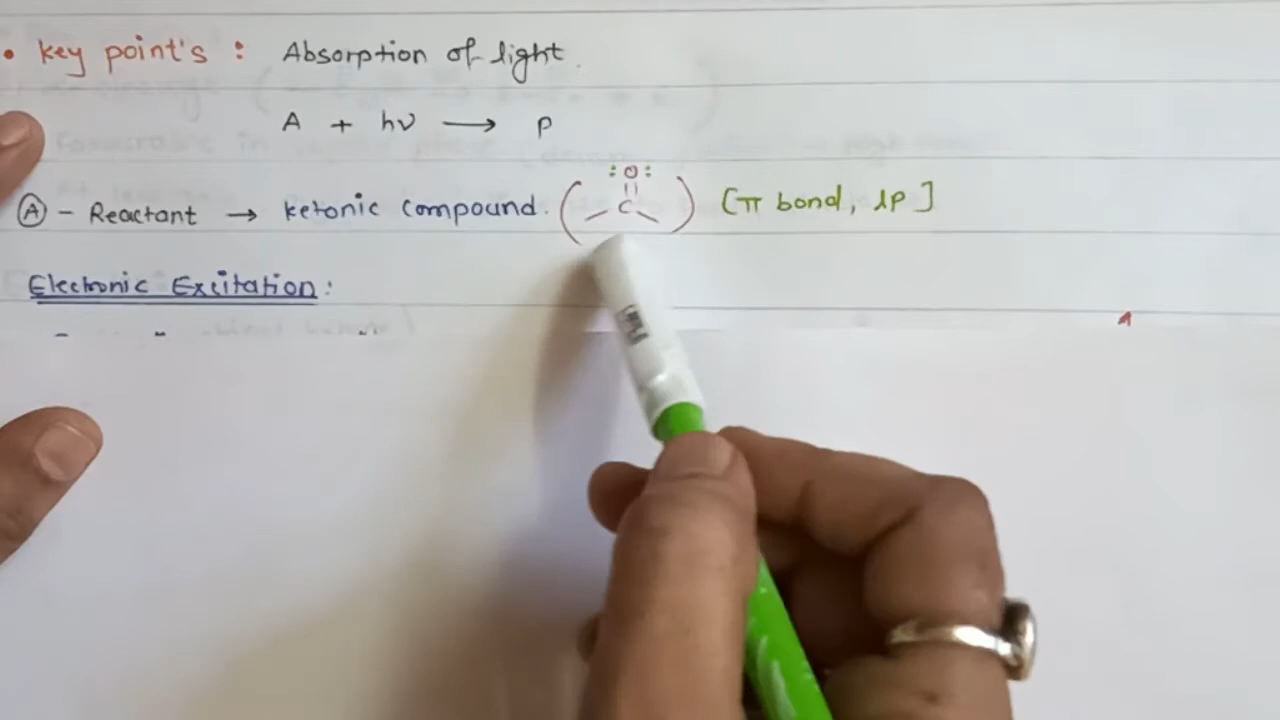 • Key point's : Absorption of light.
A + hν ⟶ P
:O:
||
Ⓐ - Reactant → ketonic compound. ( C ) [π bond, lp]
Electronic Excitation :